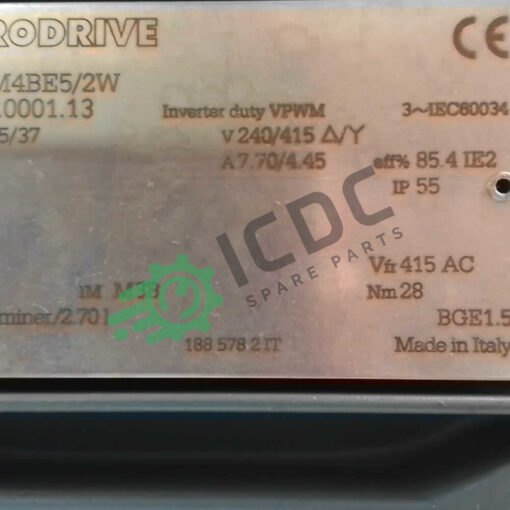 RODRIVE CE
M4BE5/2W
.0001.13 Inverter duty VPWM 3~IEC60034
5/37 V 240/415 Δ/Y
A 7.70/4.45 eff% 85.4 IE2
IP 55
ICDC
SPARE PARTS
Vfr 415 AC
IM M3B Nm 28
miner/2.70 l BGE1.5
188 578 2 IT Made in Italy